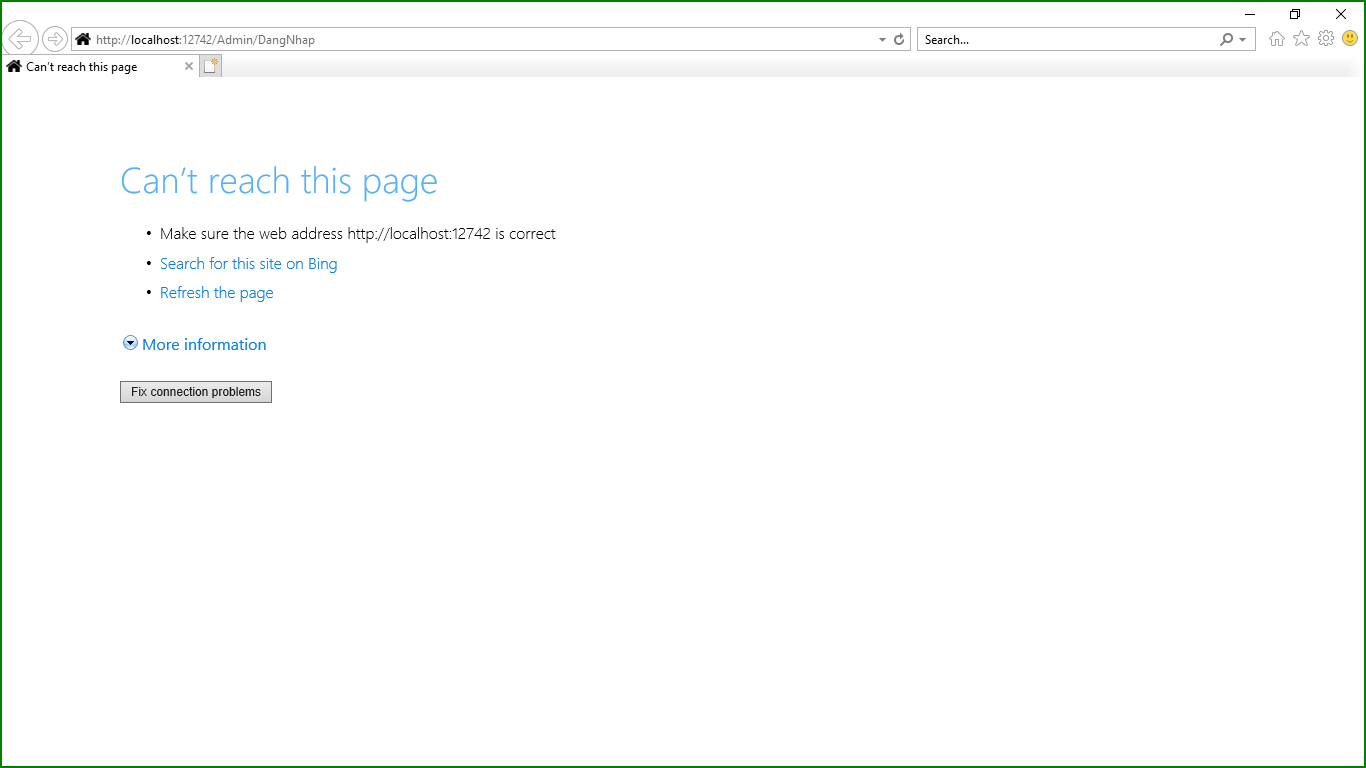 http://localhost:12742/Admin/DangNhap
Search...
Can't reach this page
Can't reach this page
• Make sure the web address http://localhost:12742 is correct
• Search for this site on Bing
• Refresh the page
More information
Fix connection problems